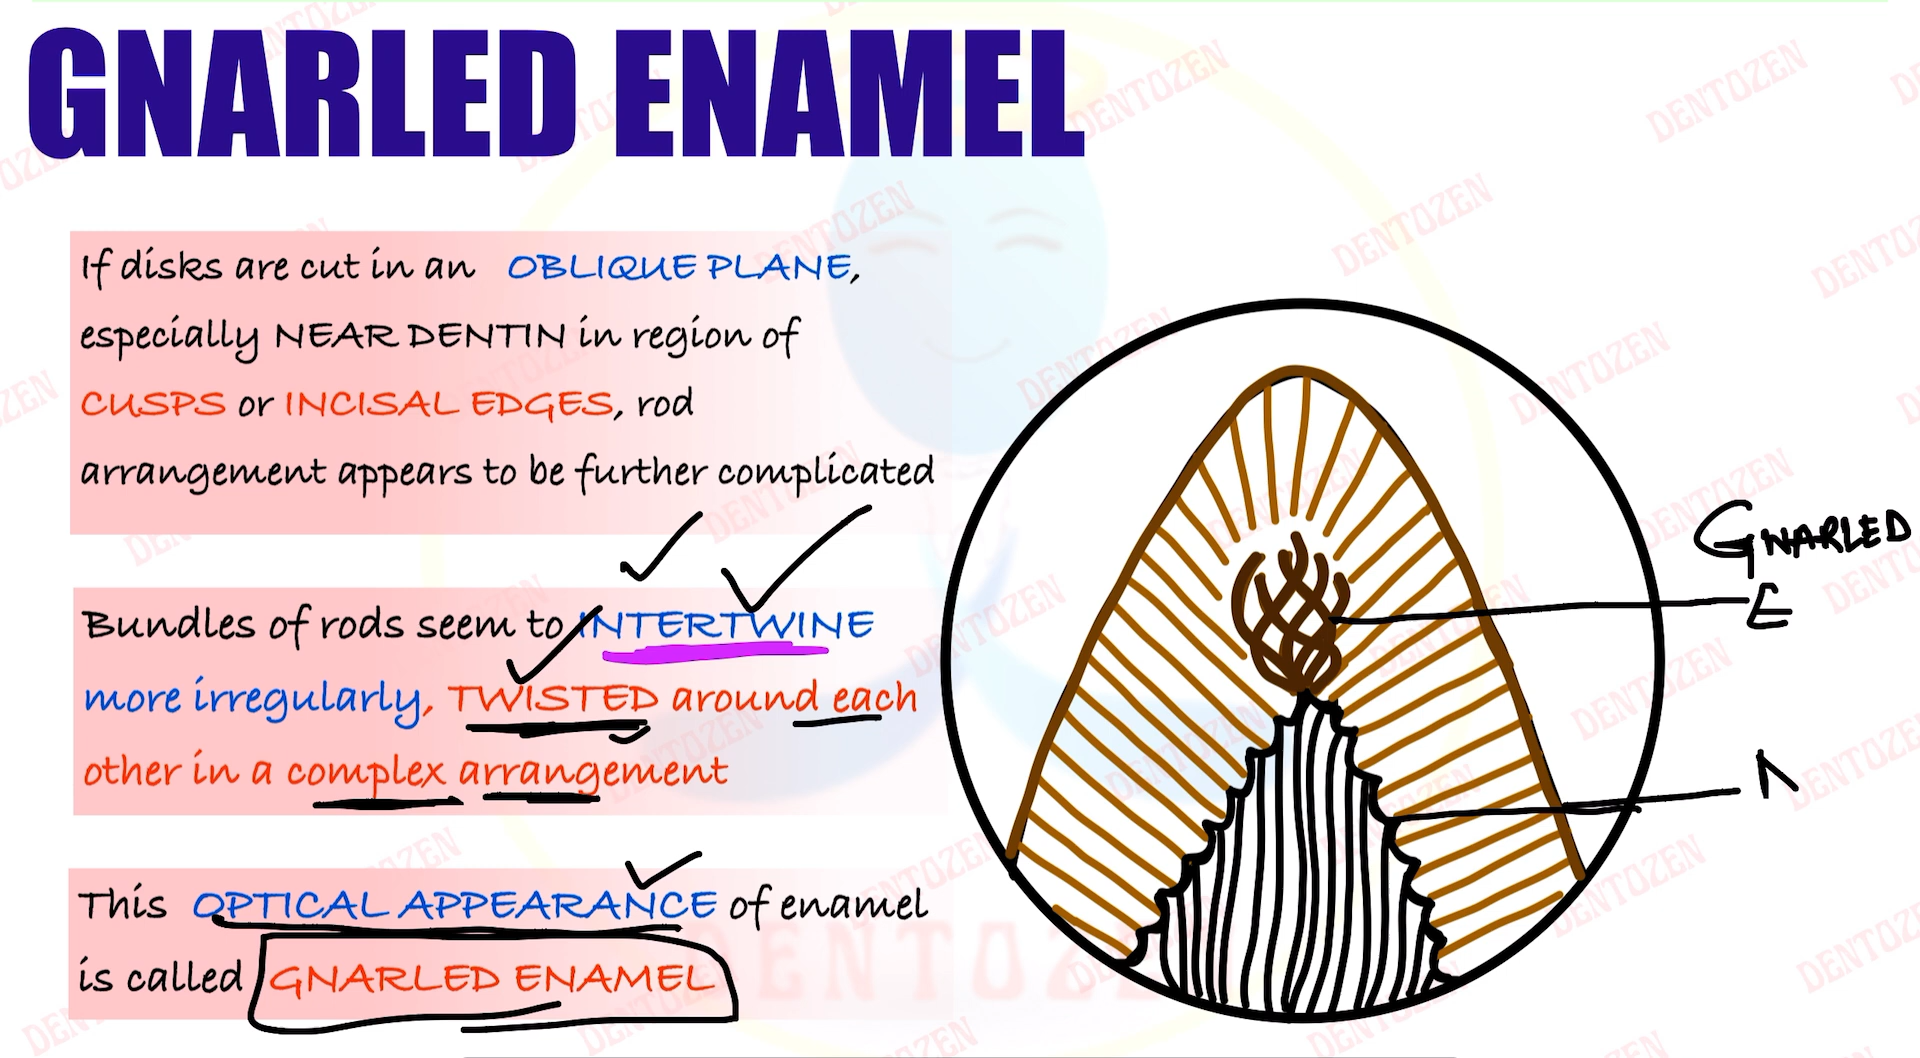 GNARLED ENAMEL
If disks are cut in an OBLIQUE PLANE,
especially NEAR DENTIN in region of
CUSPS or INCISAL EDGES, rod
arrangement appears to be further complicated
Bundles of rods seem to INTERTWINE
more irregularly, TWISTED around each
other in a complex arrangement
This OPTICAL APPEARANCE of enamel
is called GNARLED ENAMEL
GNARLED
E
DENTOZEN